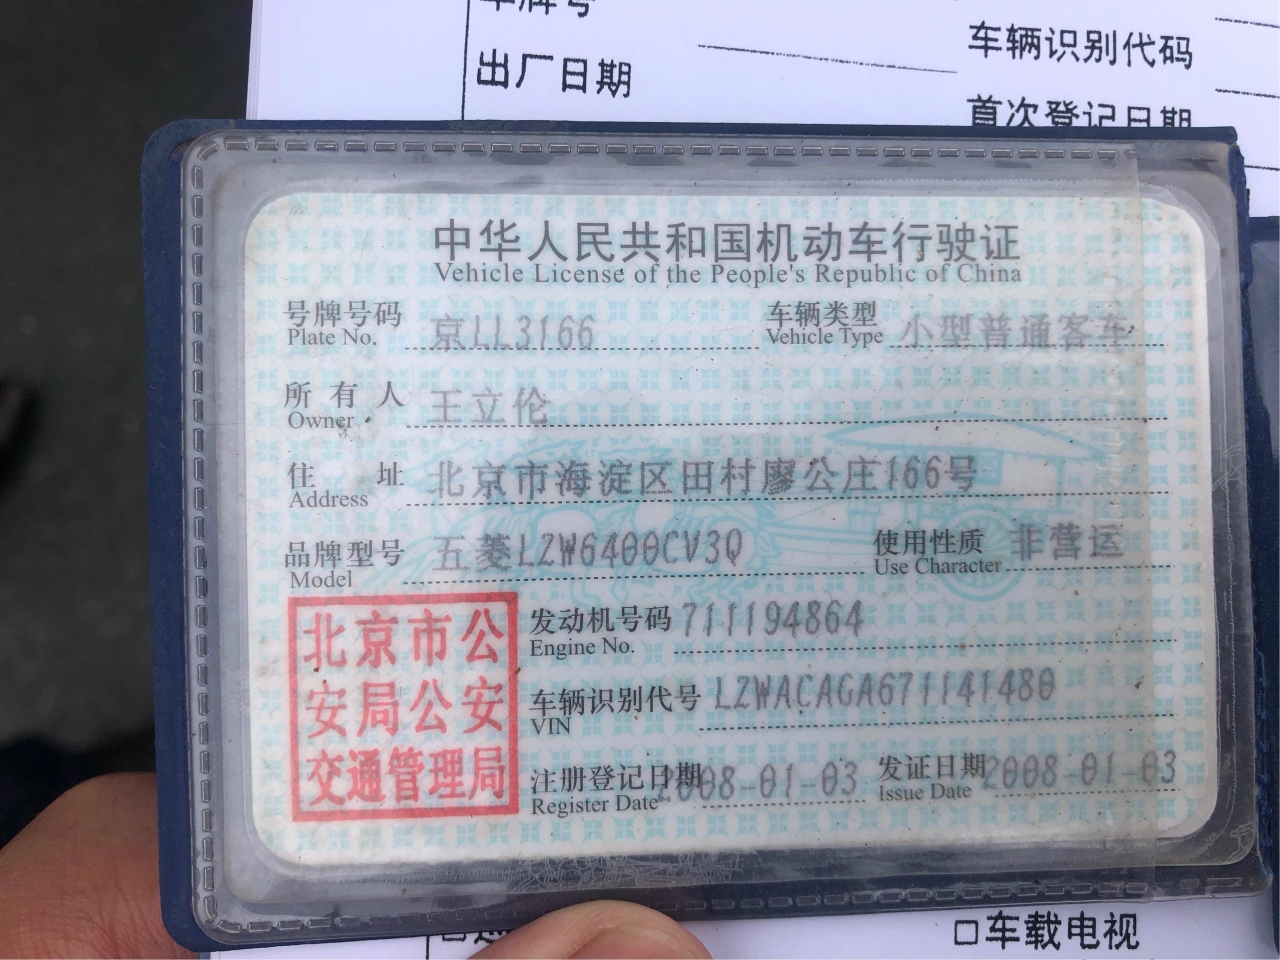 车牌号
车辆识别代码
出厂日期
首次登记日期
中华人民共和国机动车行驶证
Vehicle License of the People's Republic of China
号牌号码 京LL3166 车辆类型 小型普通客车
Plate No. Vehicle Type
所有人 王立伦
Owner
住址 北京市海淀区田村廖公庄166号
Address
品牌型号 五菱LZW6400CV3Q 使用性质 非营运
Model Use Character
北京市公
安局公安
交通管理局
发动机号码 711194864
Engine No.
车辆识别代号 LZWACAGA671141480
VIN
注册登记日期 2008-01-03 发证日期 2008-01-03
Register Date Issue Date
□车载电视